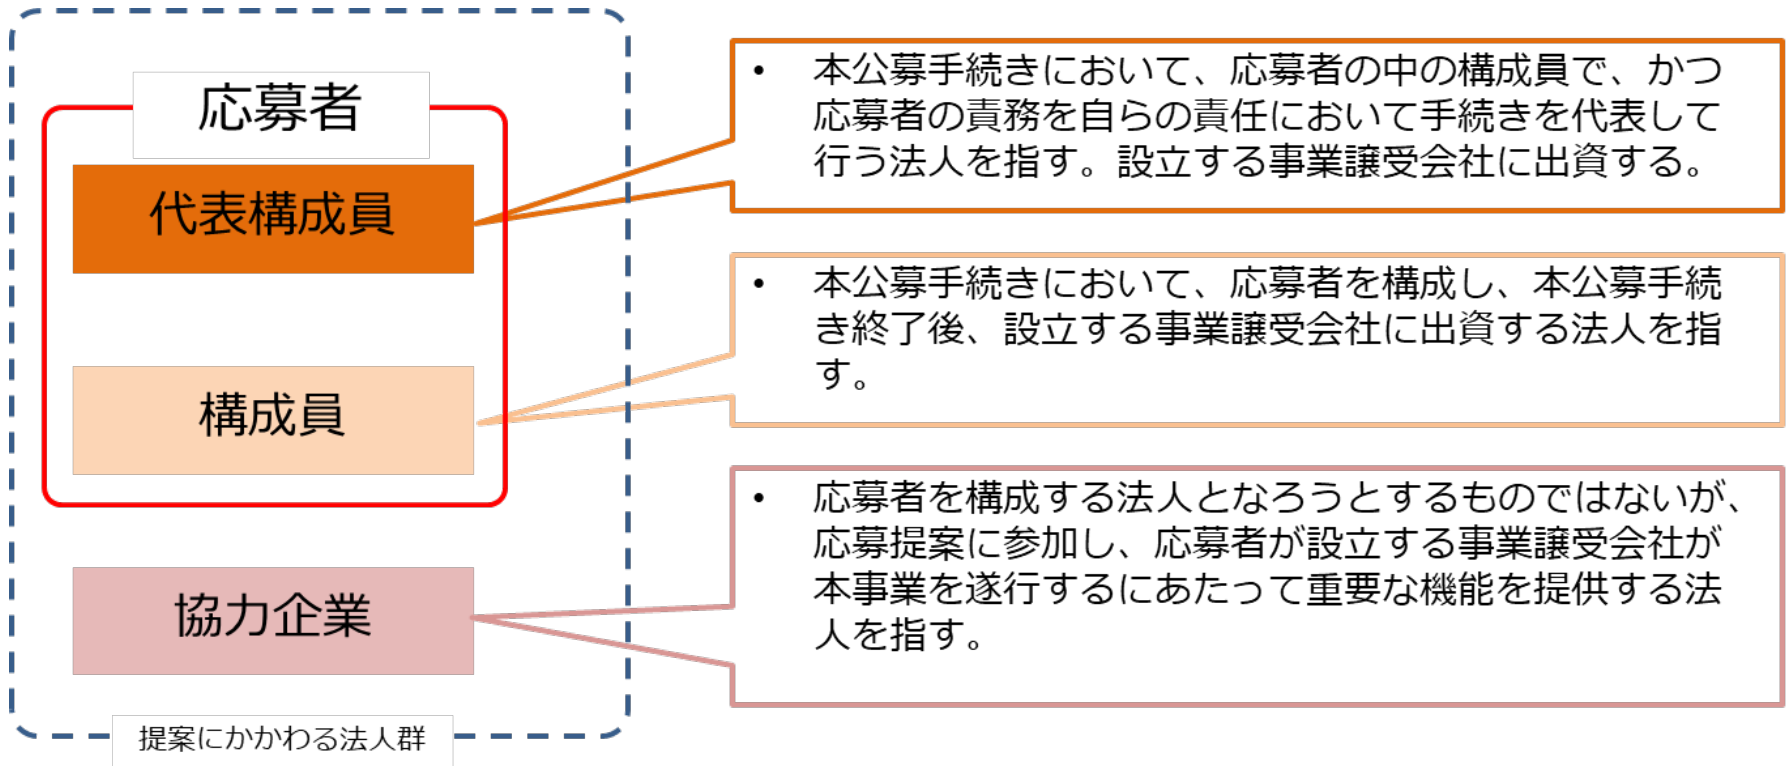 応募者
代表構成員
• 本公募手続きにおいて、応募者の中の構成員で、かつ
応募者の責務を自らの責任において手続きを代表して
行う法人を指す。設立する事業譲受会社に出資する。
構成員
• 本公募手続きにおいて、応募者を構成し、本公募手続
き終了後、設立する事業譲受会社に出資する法人を指
す。
協力企業
• 応募者を構成する法人となろうとするものではないが、
応募提案に参加し、応募者が設立する事業譲受会社が
本事業を遂行するにあたって重要な機能を提供する法
人を指す。
提案にかかわる法人群